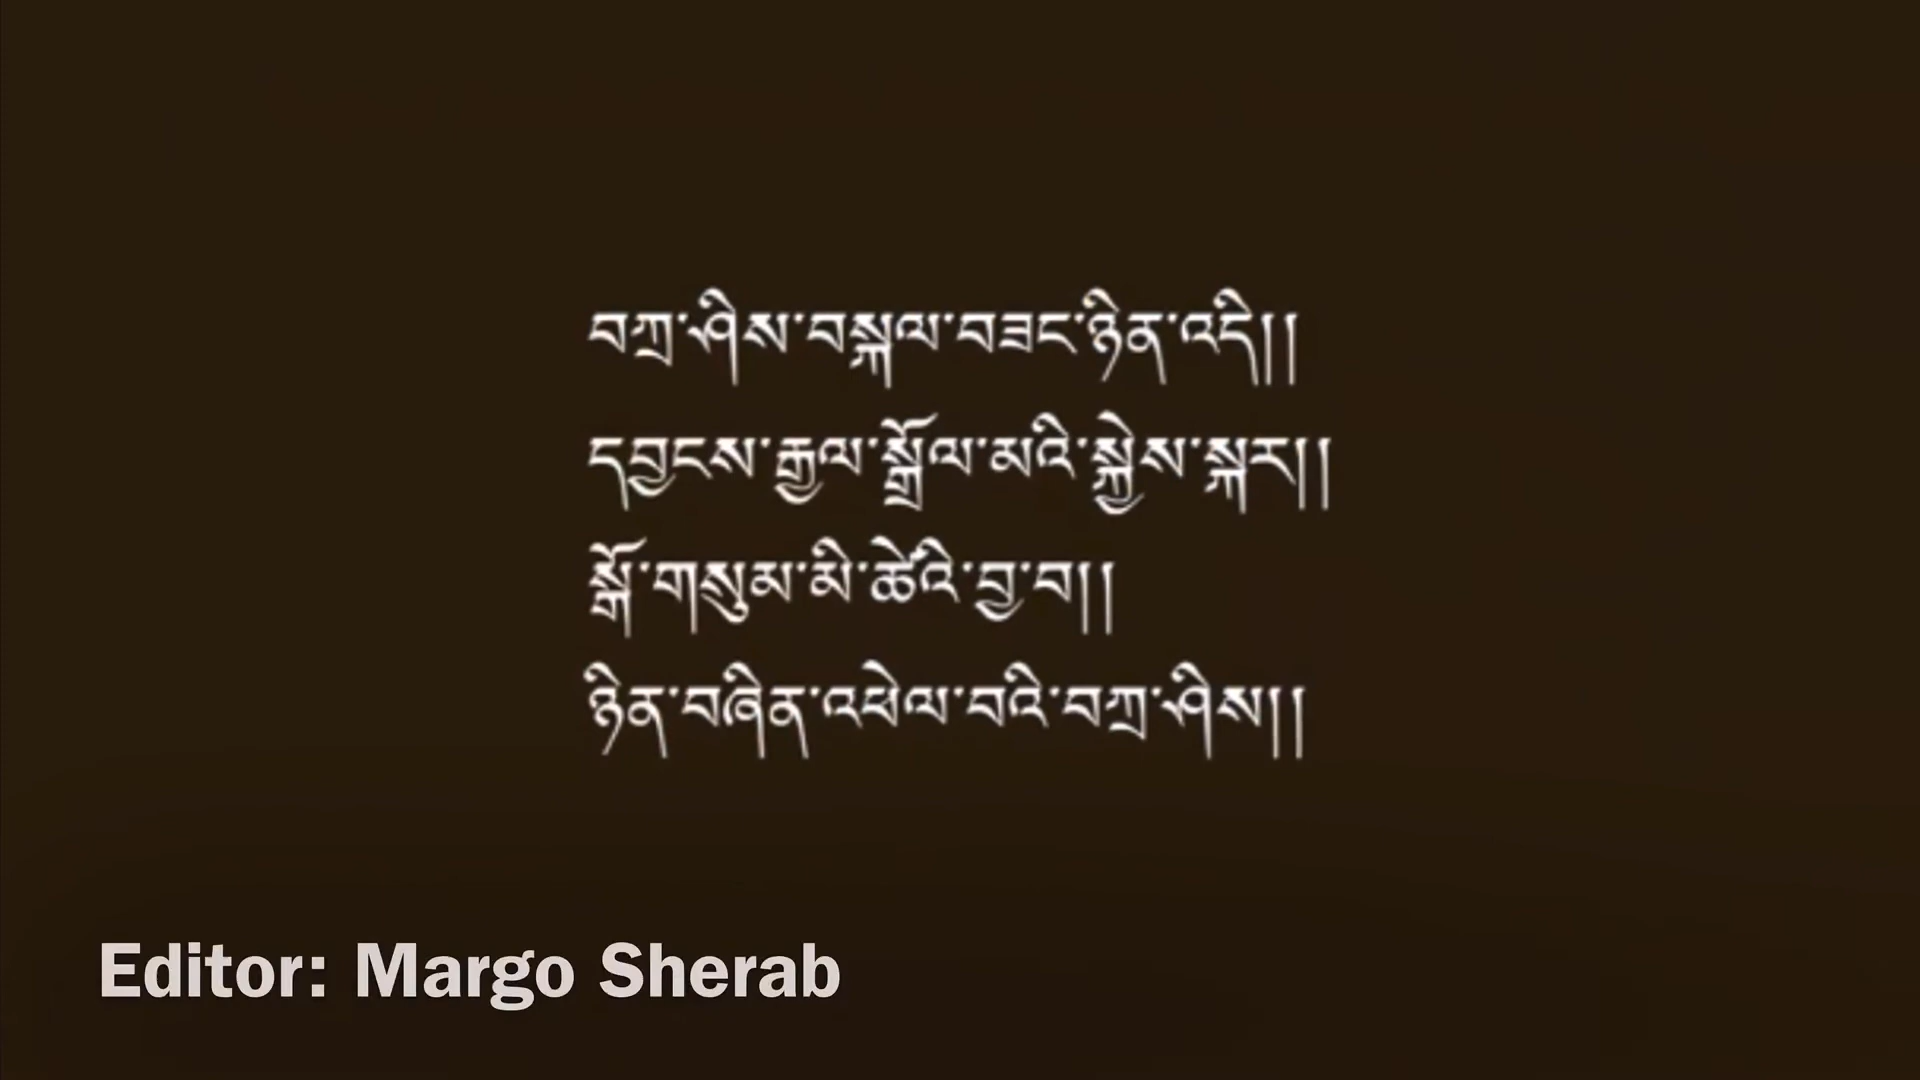 བཀྲ་ཤིས་བསྐལ་བཟང་ཉིན་འདི།།
དབྱངས་རྒྱལ་སྒྲོལ་མའི་སྐྱེས་སྐར།།
སྒོ་གསུམ་མི་ཚེའི་བྱ་བ།།
ཉིན་བཞིན་འཕེལ་བའི་བཀྲ་ཤིས།།
Editor: Margo Sherab